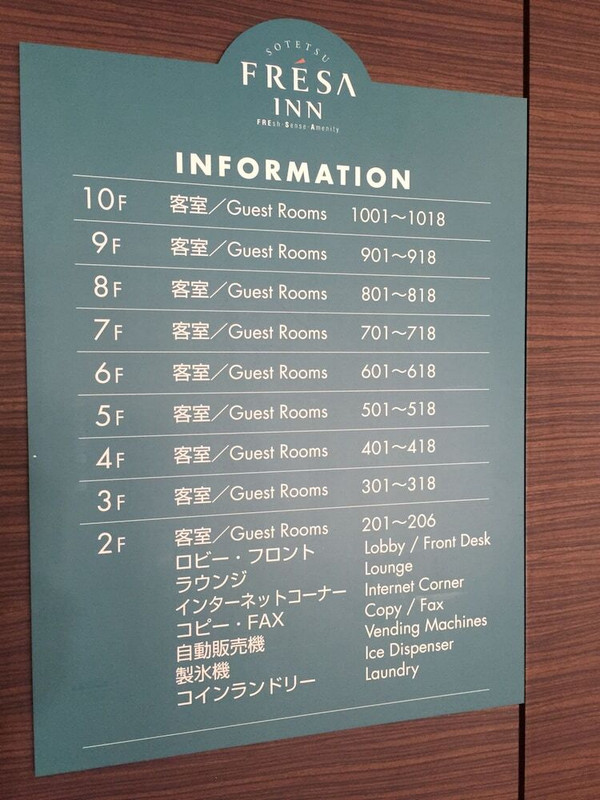 SOTETSU
FRÉSA
INN
FREsh·Sense·Amenity
INFORMATION
10F 客室／Guest Rooms 1001～1018
9F 客室／Guest Rooms 901～918
8F 客室／Guest Rooms 801～818
7F 客室／Guest Rooms 701～718
6F 客室／Guest Rooms 601～618
5F 客室／Guest Rooms 501～518
4F 客室／Guest Rooms 401～418
3F 客室／Guest Rooms 301～318
2F 客室／Guest Rooms 201～206
ロビー・フロント Lobby / Front Desk
ラウンジ Lounge
インターネットコーナー Internet Corner
コピー・FAX Copy / Fax
自動販売機 Vending Machines
製氷機 Ice Dispenser
コインランドリー Laundry